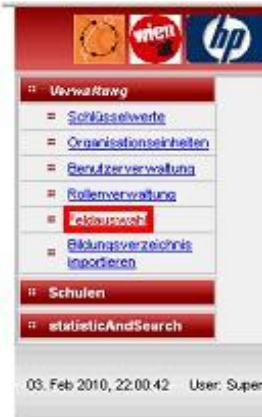 wien
hp
Verwaltung
Schlüsselwerte
Organisationseinheiten
Benutzerverwaltung
Rollenverwaltung
Feldauswahl
Bildungsverzeichnis
importieren
Schulen
statisticAndSearch
03. Feb 2010, 22:00:42 User: Super